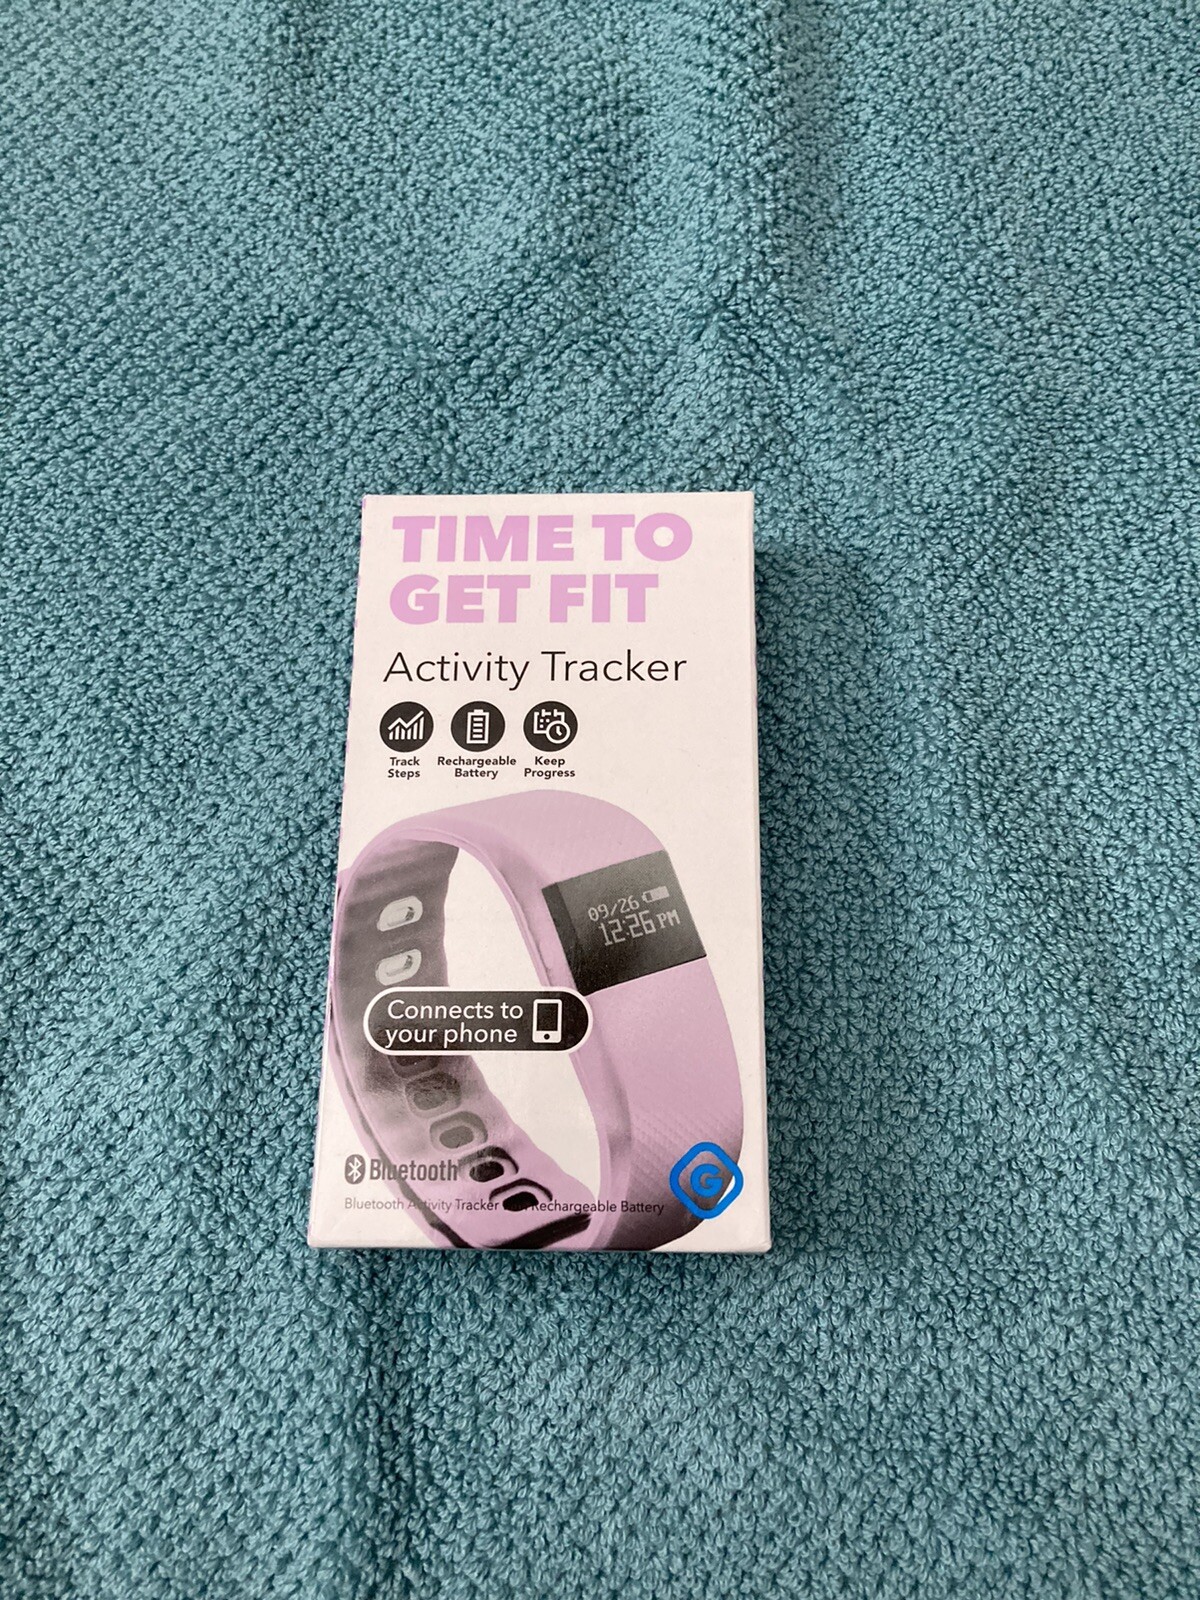 TIME TO
GET FIT
Activity Tracker
Track
Steps
Rechargeable
Battery
Keep
Progress
09/26
12:26 PM
Connects to
your phone
Bluetooth
Bluetooth Activity Tracker Rechargeable Battery
G